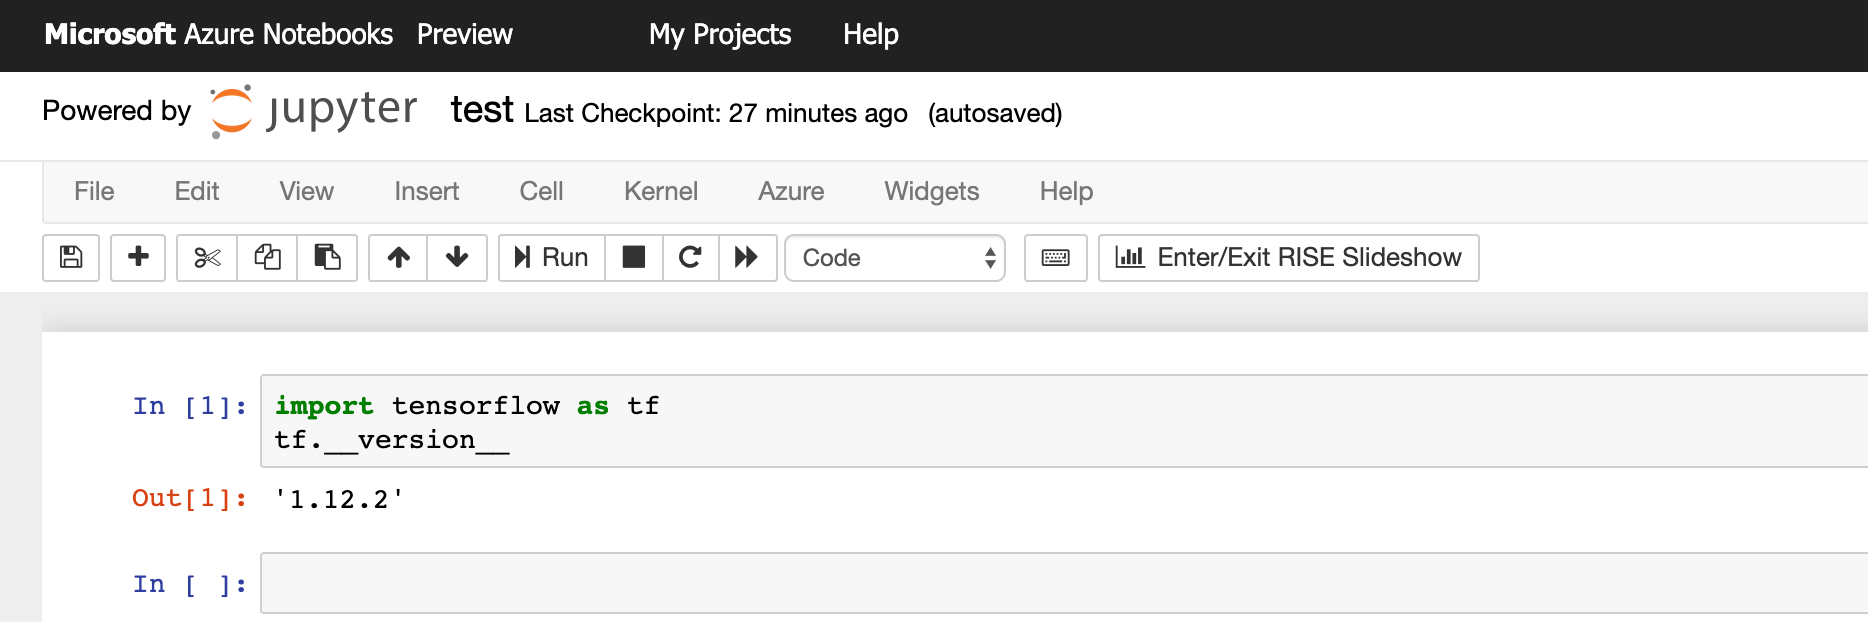 Microsoft Azure Notebooks Preview My Projects Help
Powered by jupyter test Last Checkpoint: 27 minutes ago (autosaved)
File Edit View Insert Cell Kernel Azure Widgets Help
Run Code Enter/Exit RISE Slideshow
In [1]: import tensorflow as tf
tf.__version__
Out[1]: '1.12.2'
In [ ]: